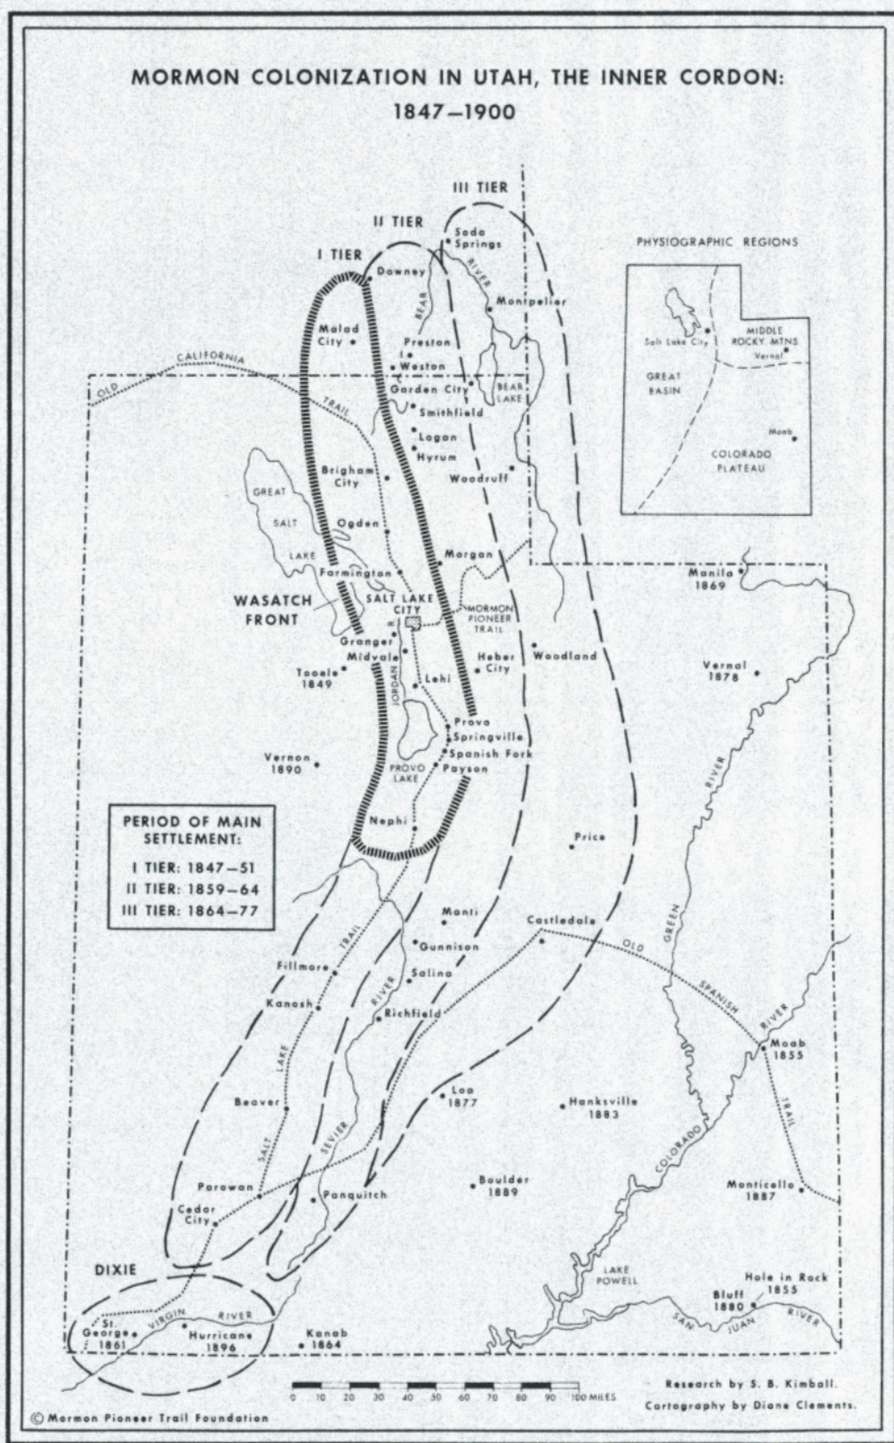 MORMON COLONIZATION IN UTAH, THE INNER CORDON:
1847–1900
III TIER
II TIER
I TIER
Soda
Springs
PHYSIOGRAPHIC REGIONS
Downey
BEAR
RIVER
Montpelier
Malad
City
Preston
Weston
Salt Lake City
MIDDLE
ROCKY MTNS
Vernal
GREAT
BASIN
Moab
COLORADO
PLATEAU
OLD
CALIFORNIA
TRAIL
Garden City
BEAR
LAKE
Smithfield
Logan
Hyrum
Brigham
City
Woodruff
GREAT
SALT
LAKE
Ogden
Morgan
Farmington
Manila
1869
WASATCH
FRONT
SALT LAKE
CITY
MORMON
PIONEER
TRAIL
JORDAN
R.
Granger
Midvale
Heber
City
Woodland
Tooele
1849
Vernal
1878
Lehi
Provo
Springville
Spanish Fork
Payson
PROVO
LAKE
Vernon
1890
RIVER
GREEN
PERIOD OF MAIN
SETTLEMENT:
I TIER: 1847–51
II TIER: 1859–64
III TIER: 1864–77
Nephi
Price
Manti
Castledale
Gunnison
OLD
SPANISH
TRAIL
Fillmore
TRAIL
Salina
Kanosh
RIVER
Richfield
RIVER
Moab
1855
LAKE
Loa
1877
Hanksville
1883
Beaver
SEVIER
COLORADO
SALT
Parowan
Panquitch
Boulder
1889
Monticello
1887
Cedar
City
DIXIE
LAKE
POWELL
Hole in Rock
1855
Bluff
1880
SAN
JUAN
RIVER
St.
George
1861
VIRGIN
RIVER
Hurricane
1896
Kanab
1864
0 10 20 30 40 50 60 70 80 90 100 MILES
Research by S. B. Kimball.
Cartography by Diane Clements.
© Mormon Pioneer Trail Foundation